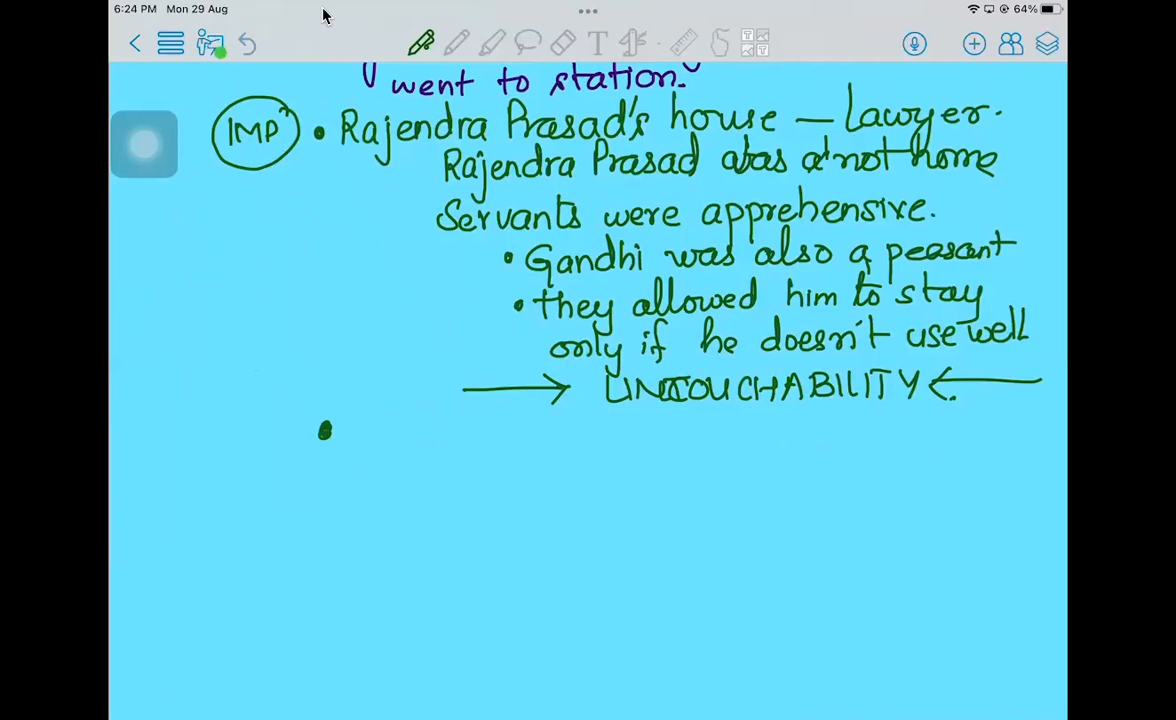 6:24 PM Mon 29 Aug
64%
went to station.
IMP
• Rajendra Prasad's house — Lawyer.
Rajendra Prasad was not home
Servants were apprehensive.
• Gandhi was also a peasant
• they allowed him to stay
only if he doesn't use well
→ UNTOUCHABILITY ←